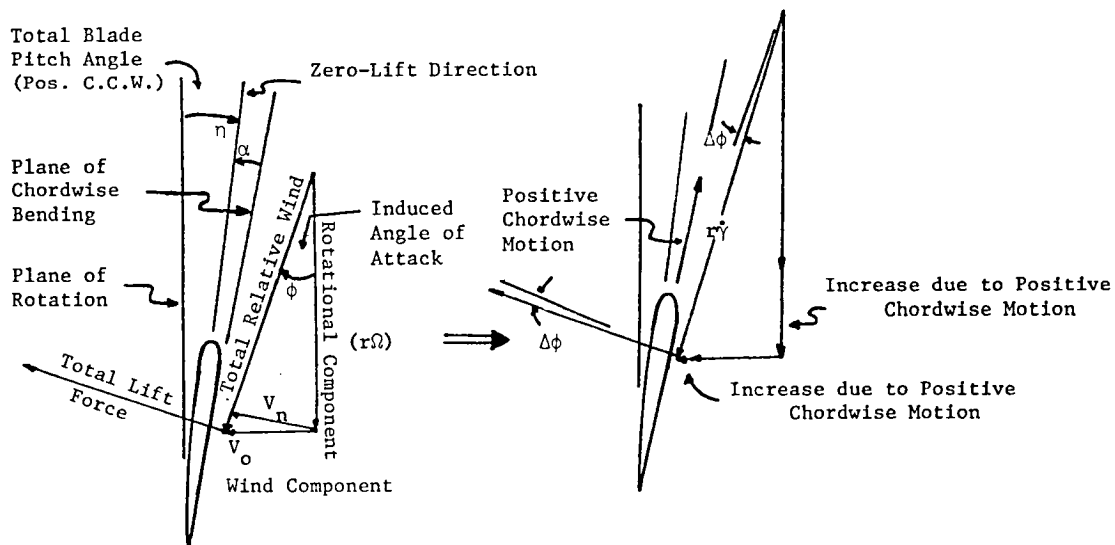 Total Blade
Pitch Angle
(Pos. C.C.W.)
Zero-Lift Direction
η
α
Plane of
Chordwise
Bending
Plane of
Rotation
Total Relative Wind
Induced
Angle of
Attack
ϕ
Rotational Component
(rΩ)
Total Lift
Force
V_n
V_o
Wind Component
Δϕ
Positive
Chordwise
Motion
rγ̇
Δϕ
Increase due to Positive
Chordwise Motion
Increase due to Positive
Chordwise Motion